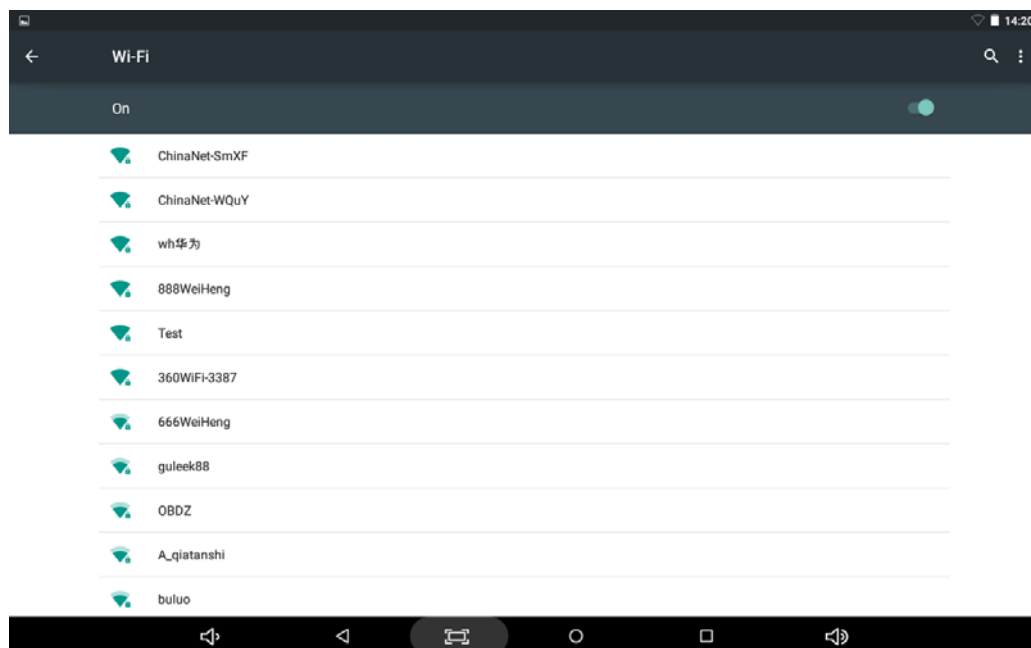 14:20
Wi-Fi
On
ChinaNet-SmXF
ChinaNet-WQuY
wh华为
888WeiHeng
Test
360WiFi-3387
666WeiHeng
guleek88
OBDZ
A_qiatanshi
buluo